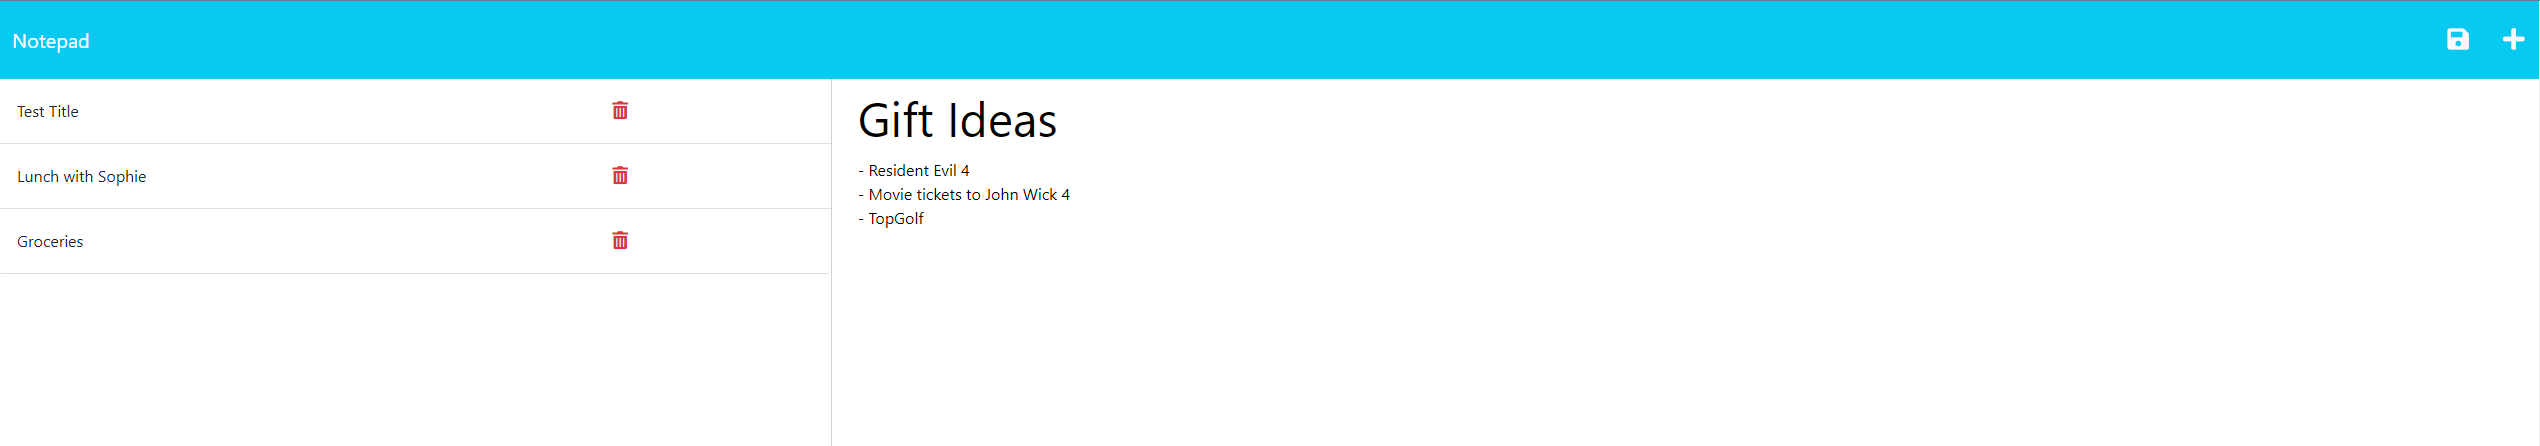 Notepad
Test Title
Lunch with Sophie
Groceries
Gift Ideas
- Resident Evil 4
- Movie tickets to John Wick 4
- TopGolf